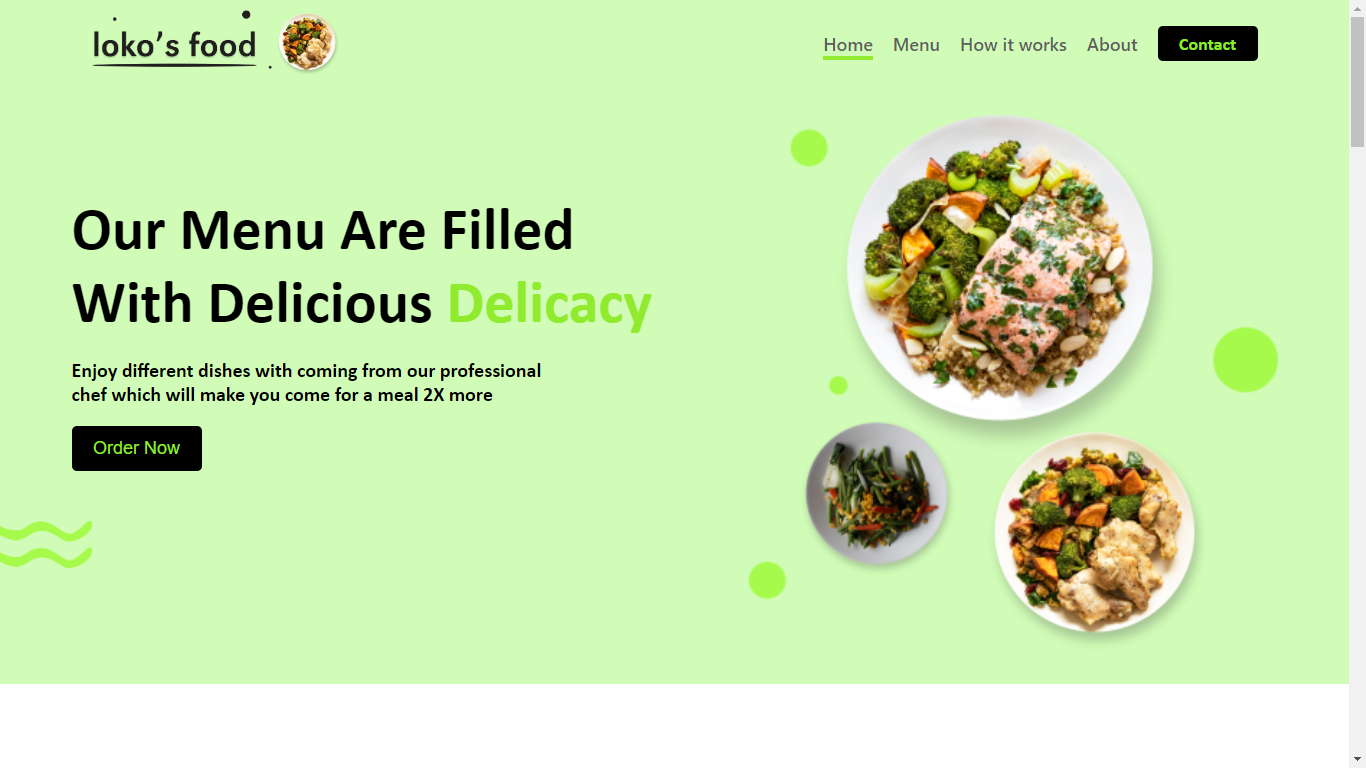 loko's food
Home Menu How it works About Contact
Our Menu Are Filled
With Delicious Delicacy
Enjoy different dishes with coming from our professional
chef which will make you come for a meal 2X more
Order Now